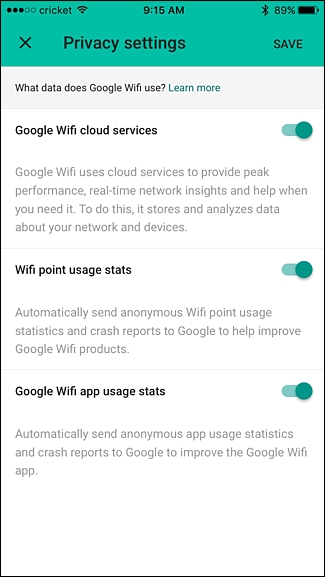 cricket 9:15 AM 89%
Privacy settings SAVE
What data does Google Wifi use? Learn more
Google Wifi cloud services
Google Wifi uses cloud services to provide peak
performance, real-time network insights and help when
you need it. To do this, it stores and analyzes data
about your network and devices.
Wifi point usage stats
Automatically send anonymous Wifi point usage
statistics and crash reports to Google to help improve
Google Wifi products.
Google Wifi app usage stats
Automatically send anonymous app usage statistics
and crash reports to Google to improve the Google Wifi
app.